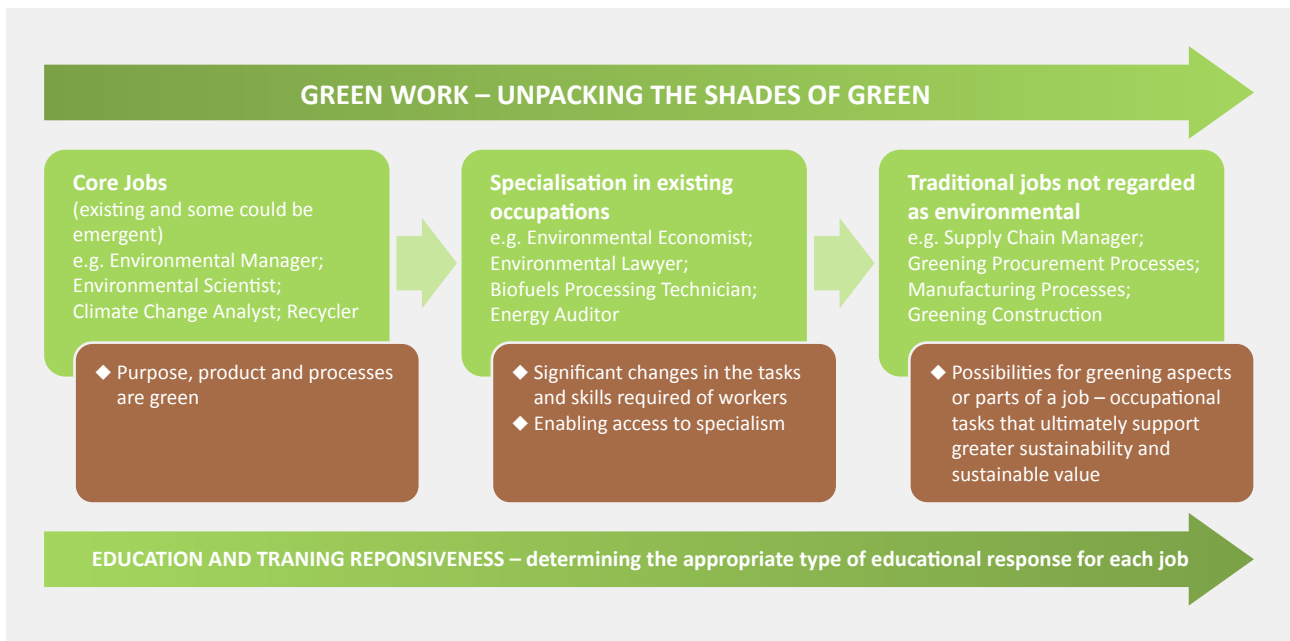 GREEN WORK – UNPACKING THE SHADES OF GREEN
Core Jobs
(existing and some could be
emergent)
e.g. Environmental Manager;
Environmental Scientist;
Climate Change Analyst; Recycler
◆ Purpose, product and processes
are green
Specialisation in existing
occupations
e.g. Environmental Economist;
Environmental Lawyer;
Biofuels Processing Technician;
Energy Auditor
◆ Significant changes in the tasks
and skills required of workers
◆ Enabling access to specialism
Traditional jobs not regarded
as environmental
e.g. Supply Chain Manager;
Greening Procurement Processes;
Manufacturing Processes;
Greening Construction
◆ Possibilities for greening aspects
or parts of a job – occupational
tasks that ultimately support
greater sustainability and
sustainable value
EDUCATION AND TRANING REPONSIVENESS – determining the appropriate type of educational response for each job